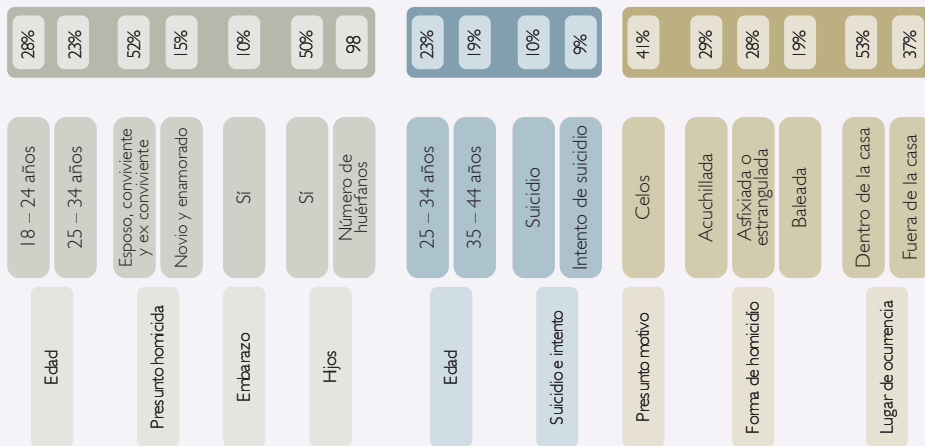 Edad
18 – 24 años
28%
25 – 34 años
23%
Presunto homicida
Esposo, conviviente
y ex conviviente
52%
Novio y enamorado
15%
Embarazo
Sí
10%
Hijos
Sí
50%
Número de
huérfanos
98
Edad
25 – 34 años
23%
35 – 44 años
19%
Suicidio e intento
Suicidio
10%
Intento de suicidio
9%
Presunto motivo
Celos
41%
Forma de homicidio
Acuchillada
29%
Asfixiada o
estrangulada
28%
Baleada
19%
Lugar de ocurrencia
Dentro de la casa
53%
Fuera de la casa
37%